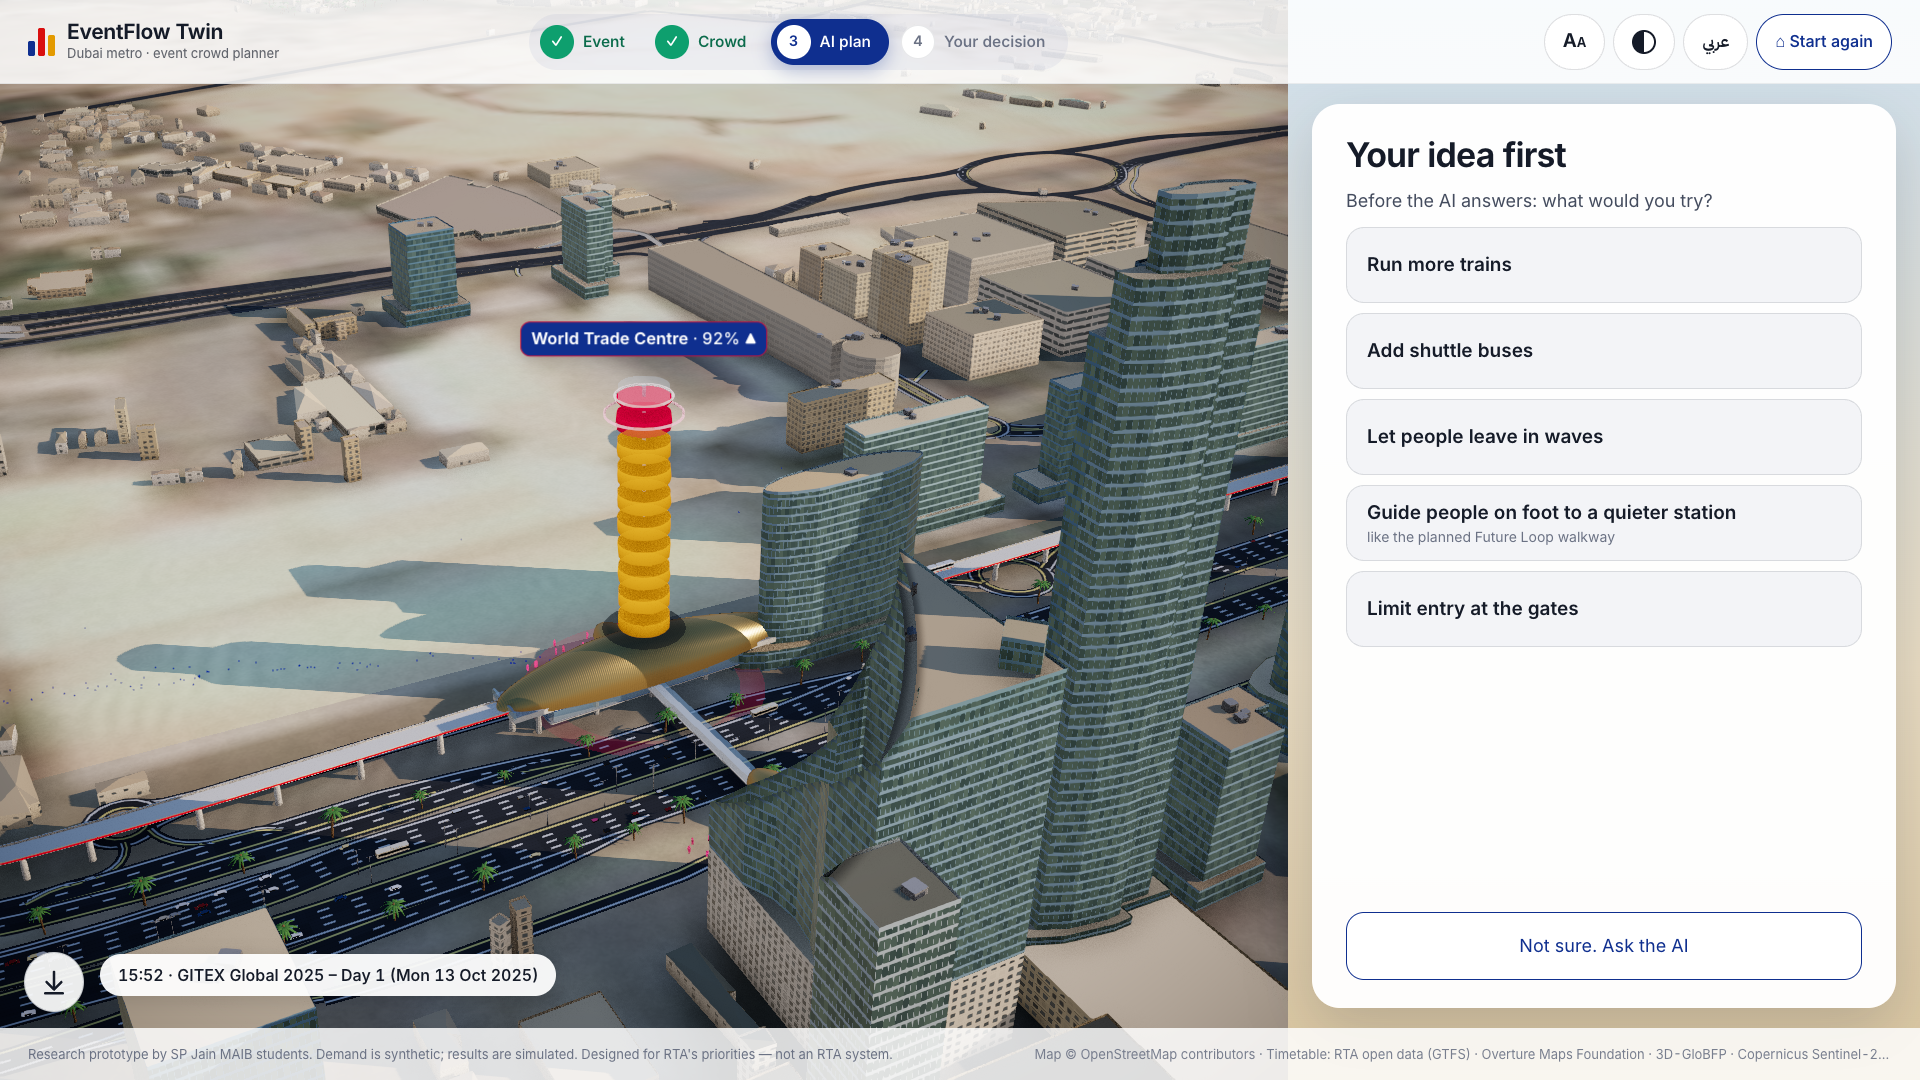 EventFlow Twin
Dubai metro · event crowd planner
Event
Crowd
3 AI plan
4 Your decision
AA
عربي
⌂ Start again
World Trade Centre · 92% ▲
15:52 · GITEX Global 2025 – Day 1 (Mon 13 Oct 2025)
Your idea first
Before the AI answers: what would you try?
Run more trains
Add shuttle buses
Let people leave in waves
Guide people on foot to a quieter station
like the planned Future Loop walkway
Limit entry at the gates
Not sure. Ask the AI
Research prototype by SP Jain MAIB students. Demand is synthetic; results are simulated. Designed for RTA's priorities — not an RTA system.
Map © OpenStreetMap contributors · Timetable: RTA open data (GTFS) · Overture Maps Foundation · 3D-GloBFP · Copernicus Sentinel-2...